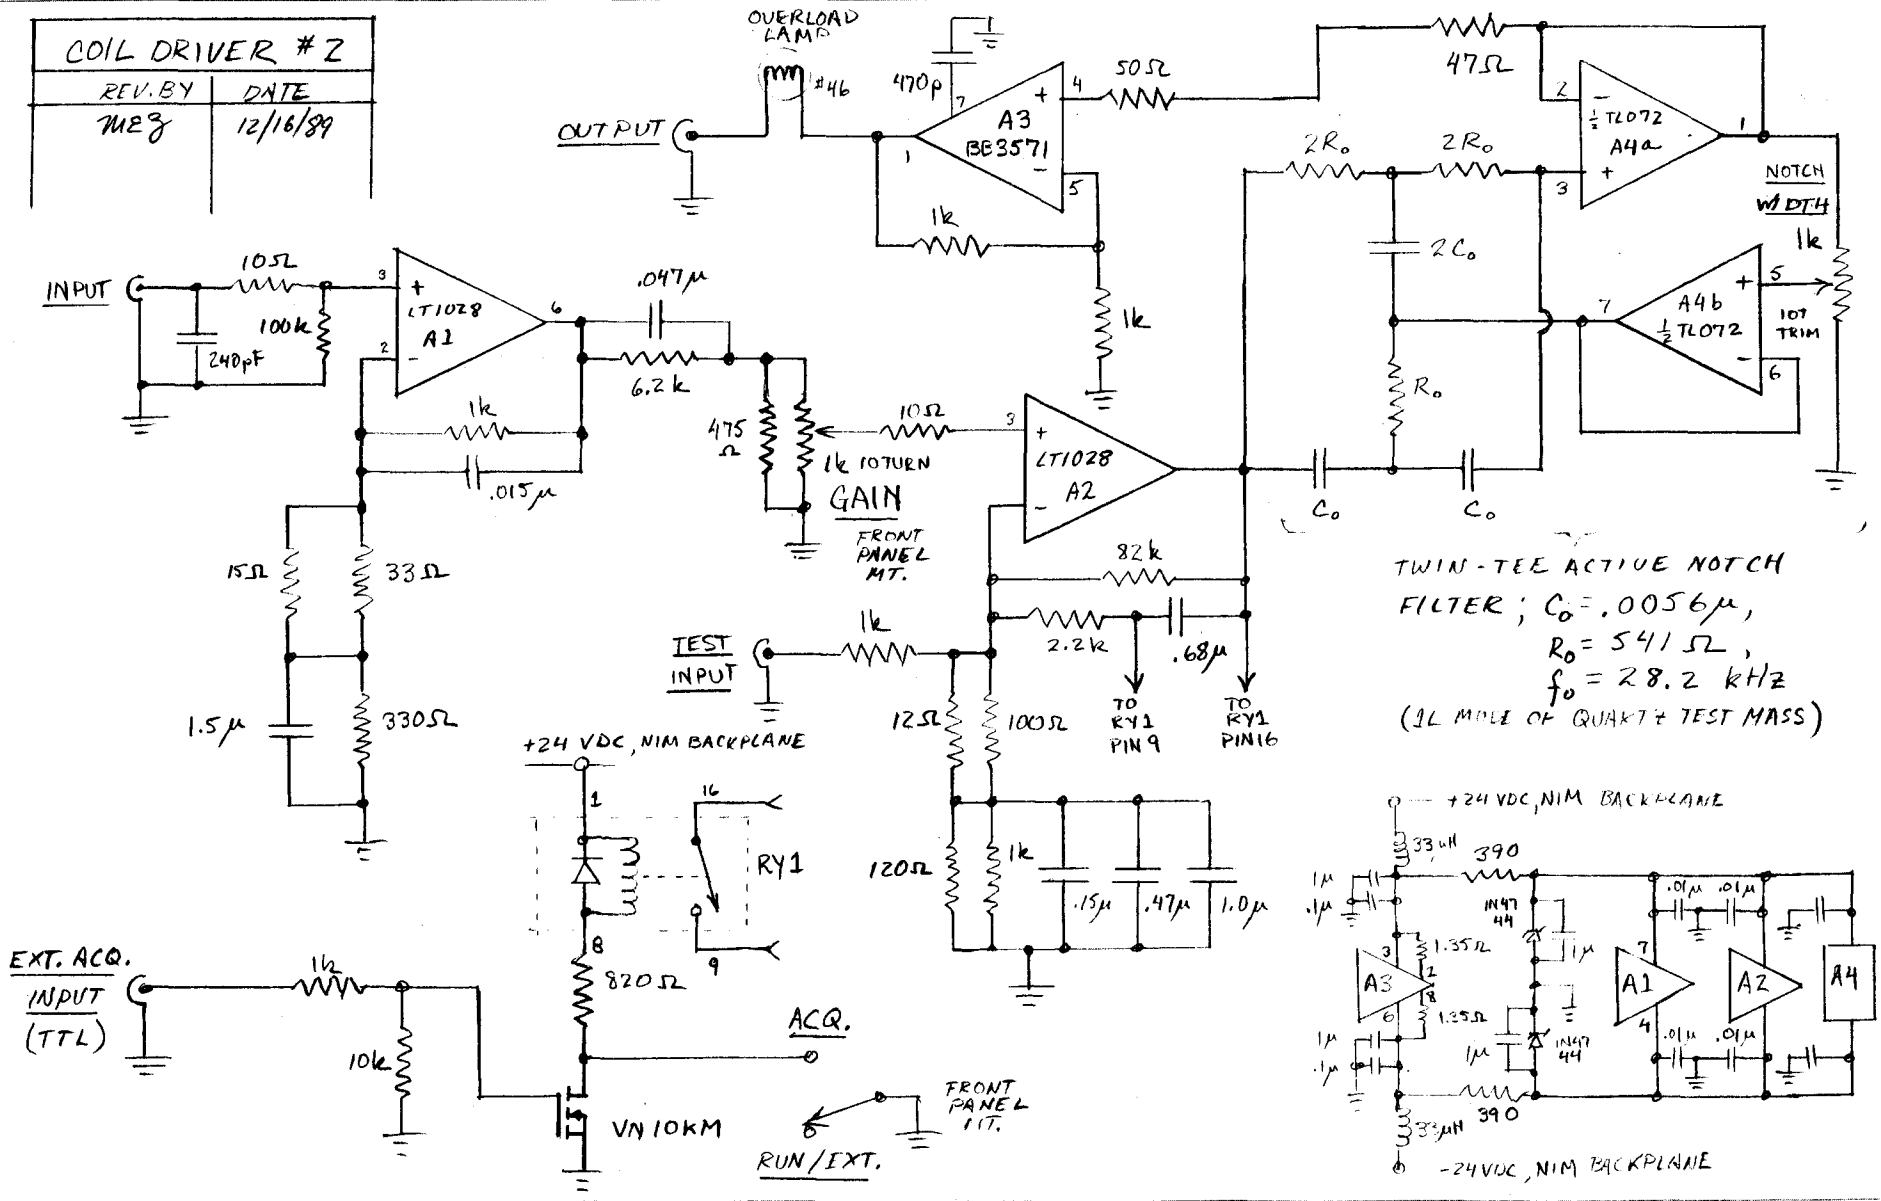 COIL DRIVER #2
REV. BY DATE
MEZ 12/16/89
OVERLOAD
LAMP
#46
470p
7
OUTPUT
1
A3
BE3571
+
-
4
5
50Ω
47Ω
1k
1k
2
3
1
-
+
½ TL072
A4a
2R₀
2R₀
NOTCH
WIDTH
1k
10T
TRIM
2C₀
7
A4b
½ TL072
+
-
5
6
R₀
C₀
C₀
INPUT
10Ω
100k
240pF
3
2
+
-
LT1028
A1
6
.047μ
6.2k
1k
.015μ
475
Ω
1k 10TURN
GAIN
FRONT
PANEL
MT.
10Ω
3
+
-
LT1028
A2
15Ω
33Ω
1.5μ
330Ω
82k
2.2k
.68μ
TEST
INPUT
1k
TO
RY1
PIN 9
TO
RY1
PIN16
12Ω
100Ω
120Ω
1k
.15μ
.47μ
1.0μ
TWIN-TEE ACTIVE NOTCH
FILTER; C₀ = .0056μ,
R₀ = 541 Ω,
f₀ = 28.2 kHz
(1L MODE OF QUARTZ TEST MASS)
+24 VDC, NIM BACKPLANE
1
16
RY1
8
9
820Ω
EXT. ACQ.
INPUT
(TTL)
1k
10k
ACQ.
VN10KM
FRONT
PANEL
MT.
RUN/EXT.
+24 VDC, NIM BACKPLANE
33μH
390
1μ
.1μ
1N47
44
1μ
.01μ
.01μ
3
1.35Ω
A3
1
8
6
1.35Ω
7
A1
4
A2
A4
1μ
.1μ
1μ
1N47
44
.01μ
.01μ
390
33μH
-24VDC, NIM BACKPLANE